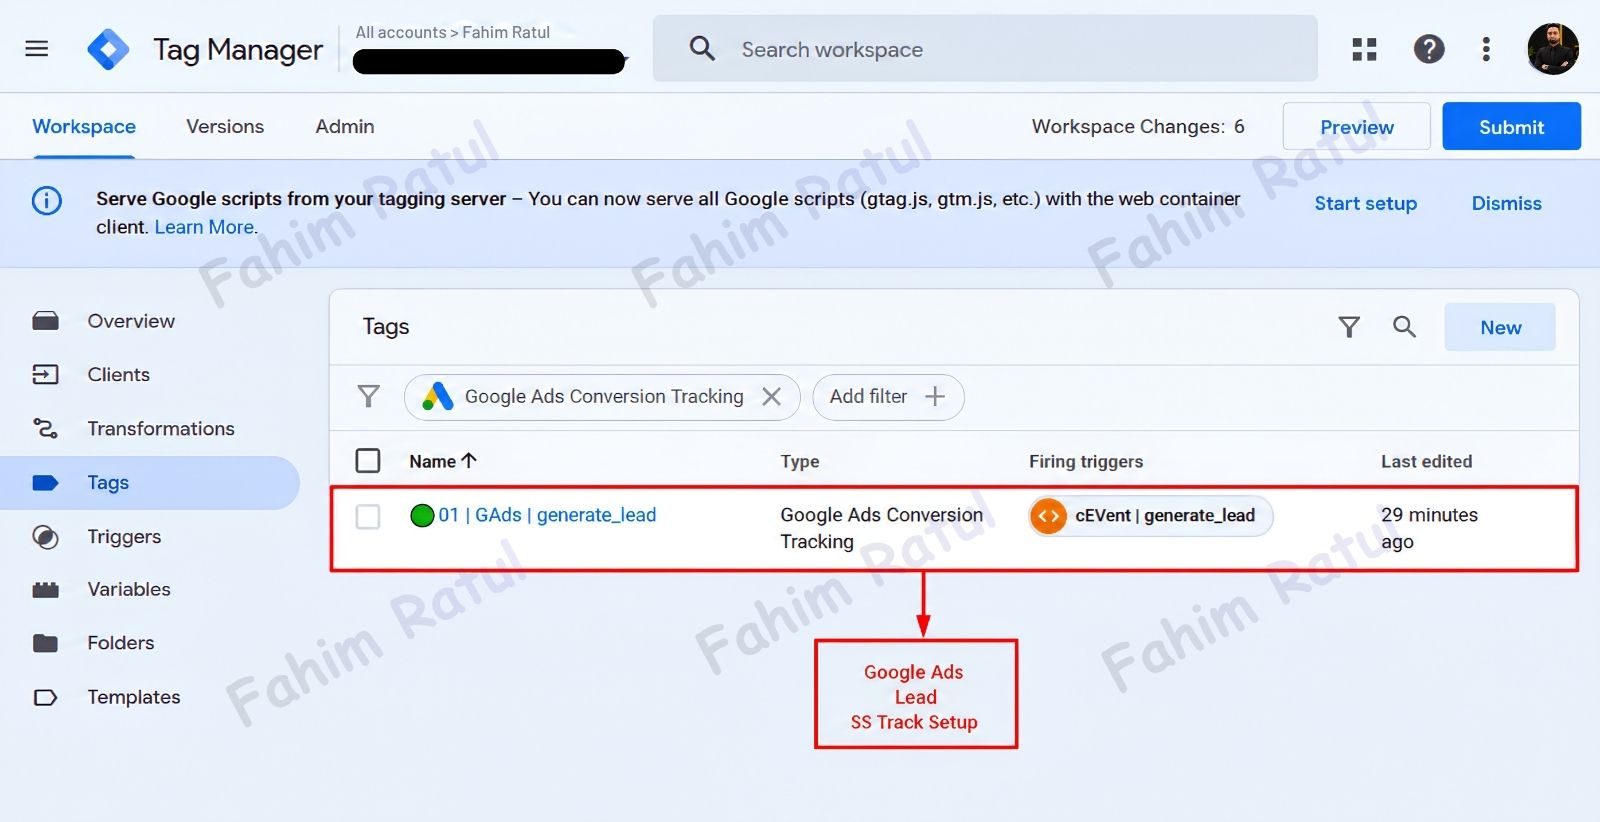 Tag Manager
All accounts > Fahim Ratul
Search workspace
Workspace
Versions
Admin
Workspace Changes: 6
Preview
Submit
Serve Google scripts from your tagging server – You can now serve all Google scripts (gtag.js, gtm.js, etc.) with the web container
client. Learn More.
Start setup
Dismiss
Overview
Clients
Transformations
Tags
Triggers
Variables
Folders
Templates
Tags
New
Google Ads Conversion Tracking
Add filter
Name
Type
Firing triggers
Last edited
01 | GAds | generate_lead
Google Ads Conversion
Tracking
cEVent | generate_lead
29 minutes
ago
Google Ads
Lead
SS Track Setup
Fahim Ratul
Fahim Ratul
Fahim Ratul
Fahim Ratul
Fahim Ratul
Fahim Ratul